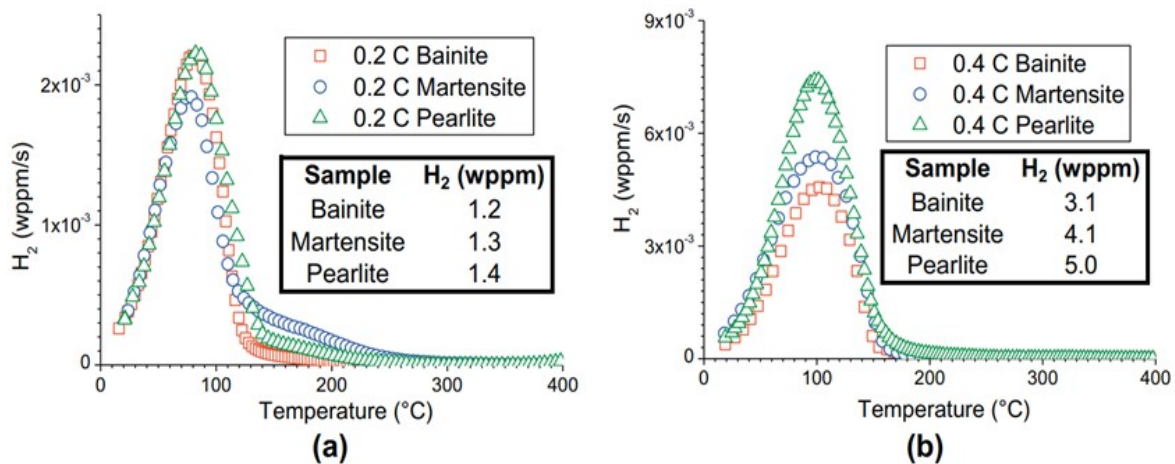 2x10⁻³
1x10⁻³
0
H₂ (wppm/s)
0.2 C Bainite
0.2 C Martensite
0.2 C Pearlite
Sample H₂ (wppm)
Bainite 1.2
Martensite 1.3
Pearlite 1.4
0 100 200 300 400
Temperature (°C)
(a)
9x10⁻³
6x10⁻³
3x10⁻³
0
H₂ (wppm/s)
0.4 C Bainite
0.4 C Martensite
0.4 C Pearlite
Sample H₂ (wppm)
Bainite 3.1
Martensite 4.1
Pearlite 5.0
0 100 200 300 400
Temperature (°C)
(b)